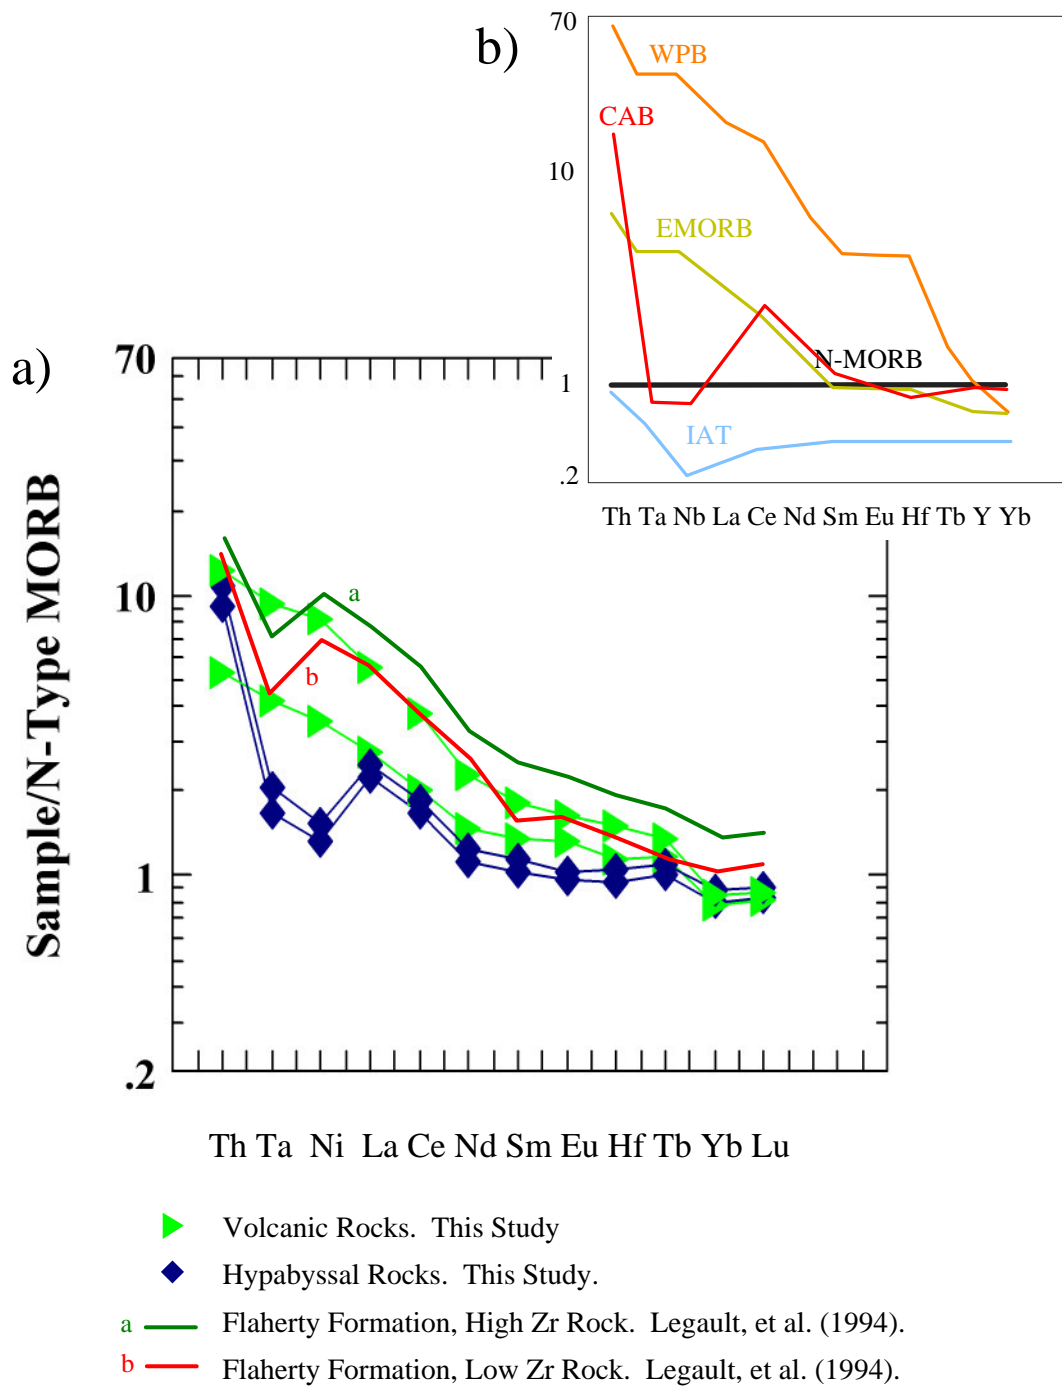 b)
70
WPB
CAB
10
EMORB
N-MORB
1
IAT
.2
Th Ta Nb La Ce Nd Sm Eu Hf Tb Y Yb
a)
70
Sample/N-Type MORB
10
a
b
1
.2
Th Ta Ni La Ce Nd Sm Eu Hf Tb Yb Lu
Volcanic Rocks. This Study
Hypabyssal Rocks. This Study.
a Flaherty Formation, High Zr Rock. Legault, et al. (1994).
b Flaherty Formation, Low Zr Rock. Legault, et al. (1994).